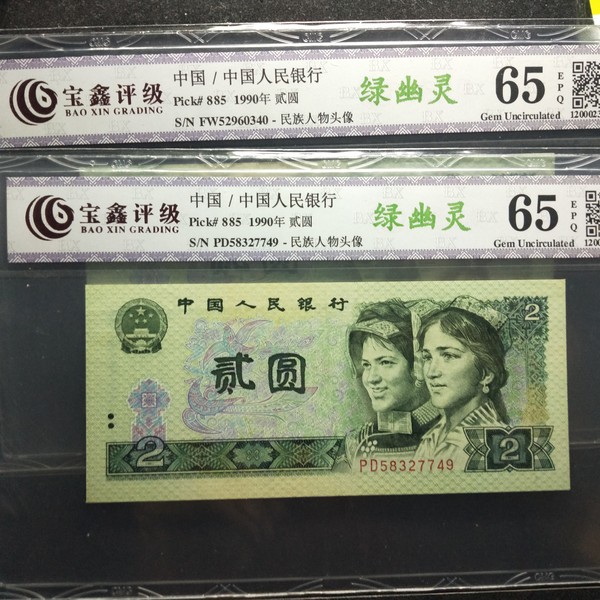 宝鑫评级
BAO XIN GRADING
中国 / 中国人民银行
Pick# 885 1990年 贰圆
S/N FW52960340 - 民族人物头像
绿幽灵
65
EPQ
Gem Uncirculated
宝鑫评级
BAO XIN GRADING
中国 / 中国人民银行
Pick# 885 1990年 贰圆
S/N PD58327749 - 民族人物头像
绿幽灵
65
EPQ
Gem Uncirculated
中国人民银行
2
贰圆
2
PD58327749
2